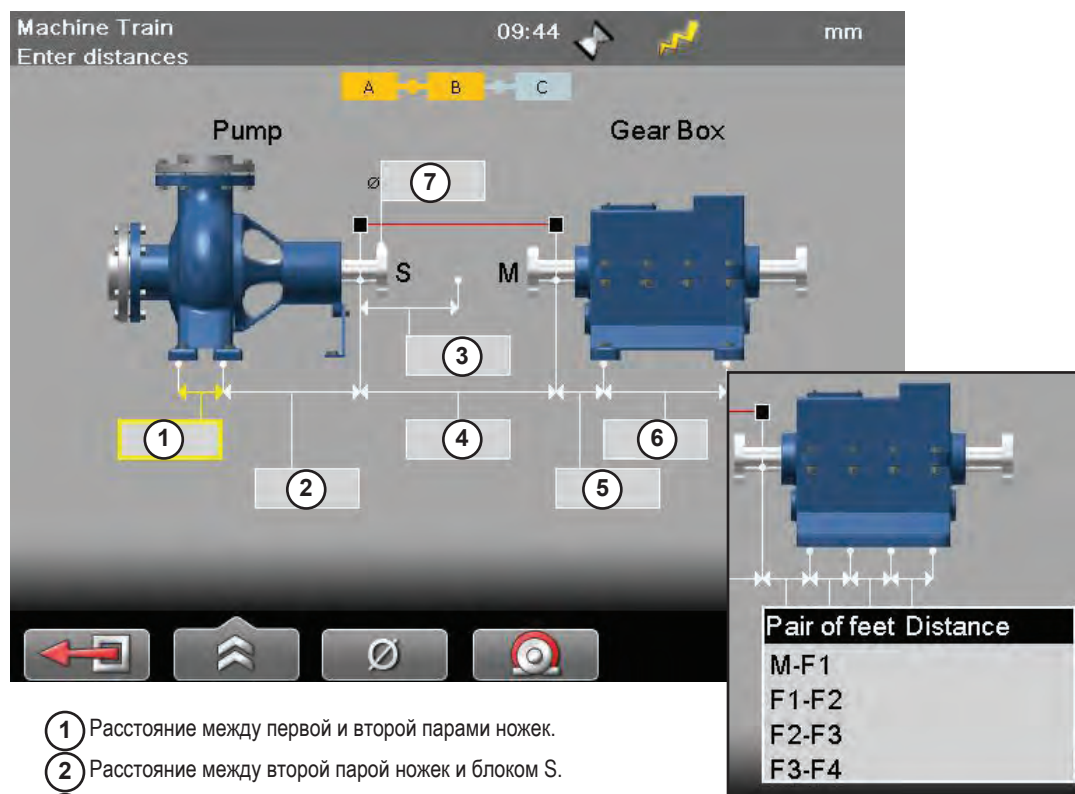 Machine Train 09:44 mm
Enter distances
A B C
Pump Gear Box
Ø 7
S M
3
1 4 6
2 5
Ø
Pair of feet Distance
M-F1
F1-F2
F2-F3
F3-F4
1 Расстояние между первой и второй парами ножек.
2 Расстояние между второй парой ножек и блоком S.